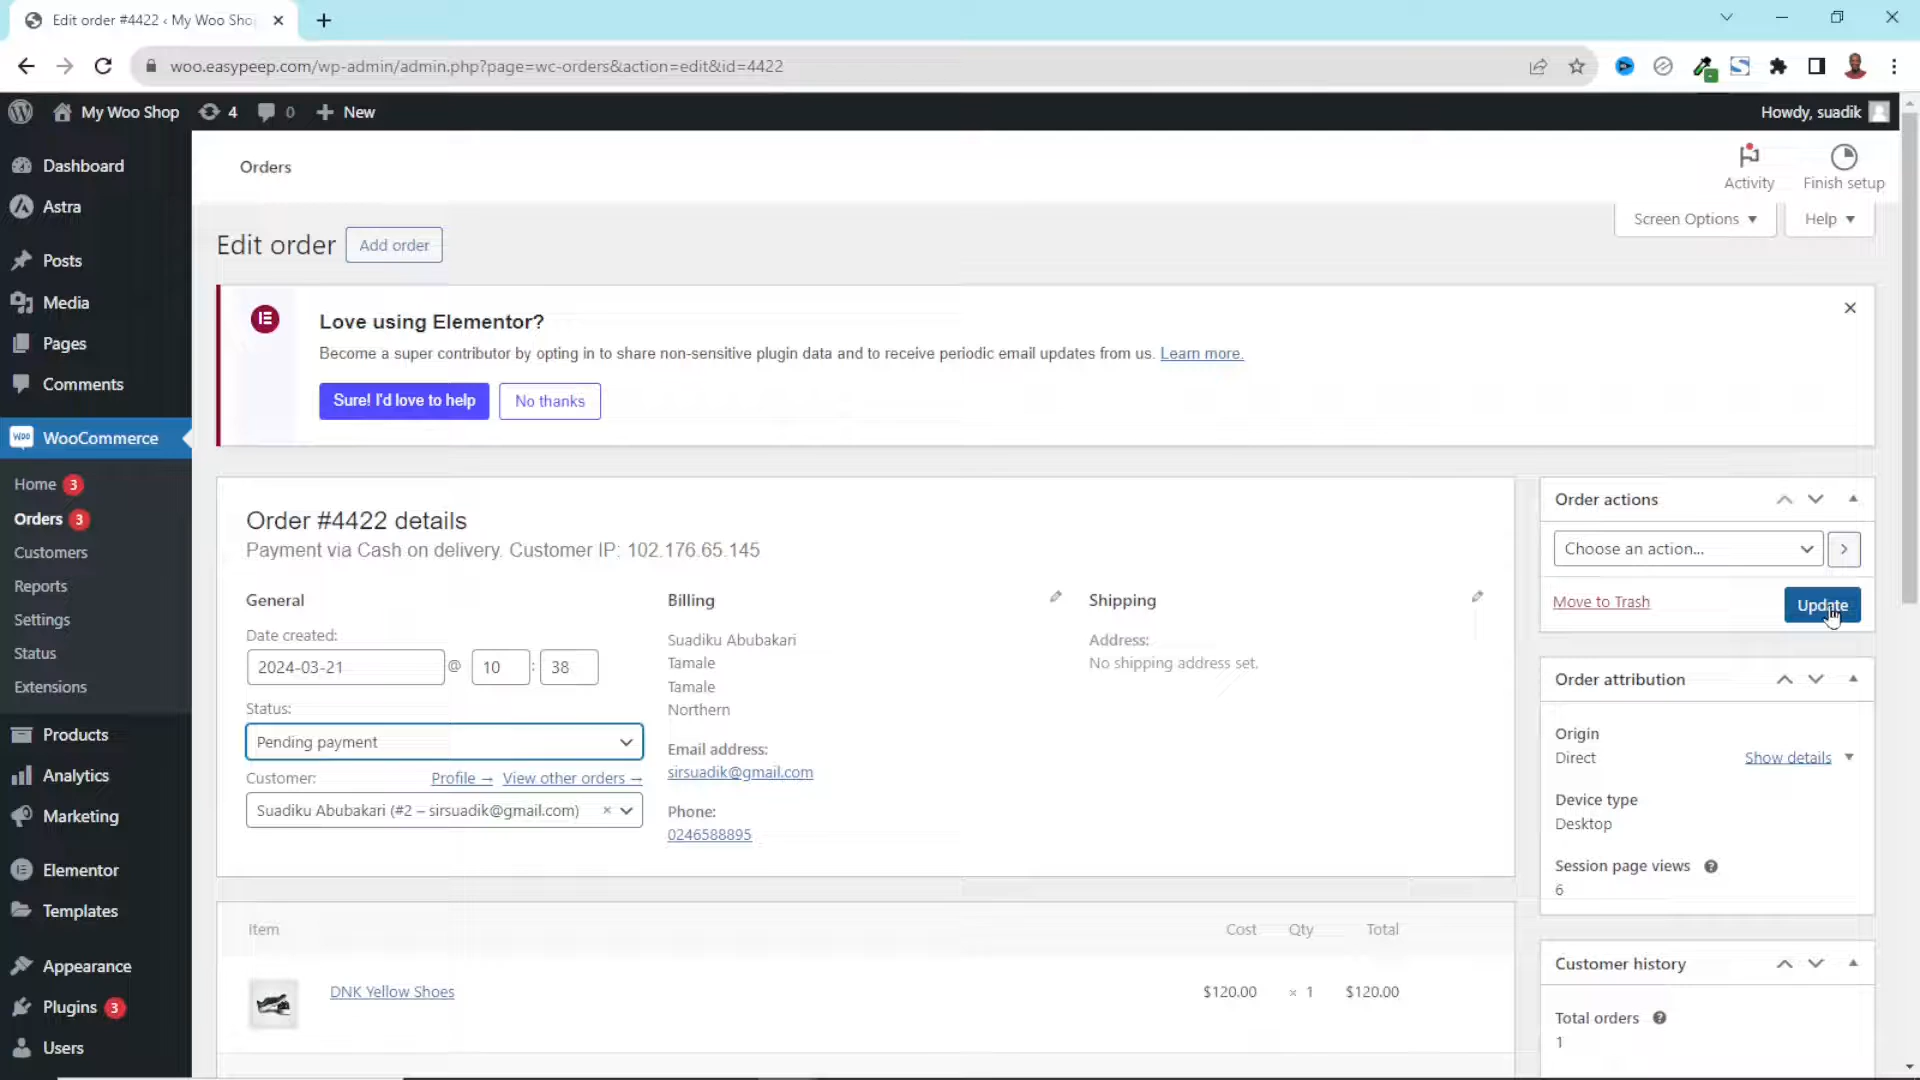 Edit order #4422 ‹ My Woo Sho
woo.easypeep.com/wp-admin/admin.php?page=wc-orders&action=edit&id=4422
My Woo Shop 4 0 New
Howdy, suadik
Dashboard
Astra
Posts
Media
Pages
Comments
WooCommerce
Home 3
Orders 3
Customers
Reports
Settings
Status
Extensions
Products
Analytics
Marketing
Elementor
Templates
Appearance
Plugins 3
Users
Orders
Activity
Finish setup
Screen Options ▼
Help ▼
Edit order
Add order
Love using Elementor?
Become a super contributor by opting in to share non-sensitive plugin data and to receive periodic email updates from us. Learn more.
Sure! I'd love to help
No thanks
Order #4422 details
Payment via Cash on delivery. Customer IP: 102.176.65.145
General
Date created:
2024-03-21 @ 10 : 38
Status:
Pending payment
Customer: Profile → View other orders →
Suadiku Abubakari (#2 – sirsuadik@gmail.com) ×
Billing
Suadiku Abubakari
Tamale
Tamale
Northern
Email address:
sirsuadik@gmail.com
Phone:
0246588895
Shipping
Address:
No shipping address set.
Item Cost Qty Total
DNK Yellow Shoes $120.00 × 1 $120.00
Order actions
Choose an action...
Move to Trash
Update
Order attribution
Origin
Direct
Show details ▼
Device type
Desktop
Session page views
6
Customer history
Total orders
1